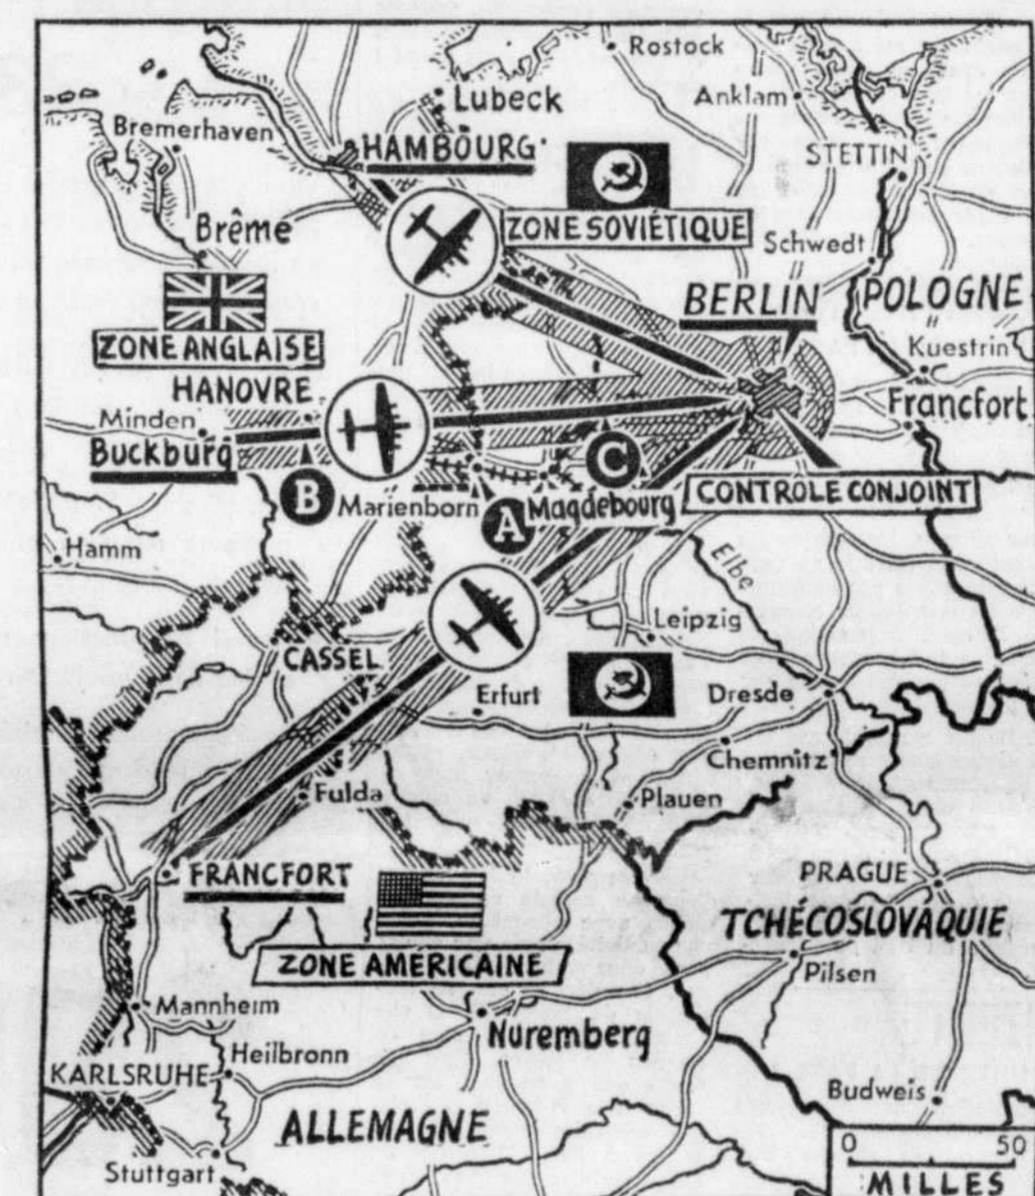 Rostock
Lubeck
Anklam
Bremerhaven
HAMBOURG
STETTIN
ZONE SOVIÉTIQUE
Brême
Schwedt
BERLIN
POLOGNE
ZONE ANGLAISE
Kuestrin
HANOVRE
Minden
Francfort
Buckburg
C
B
Marienborn
A
Magdebourg
CONTRÔLE CONJOINT
Hamm
Elbe
Leipzig
CASSEL
Erfurt
Dresde
Chemnitz
Fulda
Plauen
FRANCFORT
PRAGUE
TCHÉCOSLOVAQUIE
ZONE AMÉRICAINE
Pilsen
Mannheim
Nuremberg
Heilbronn
KARLSRUHE
Budweis
ALLEMAGNE
Stuttgart
0 50
MILLES